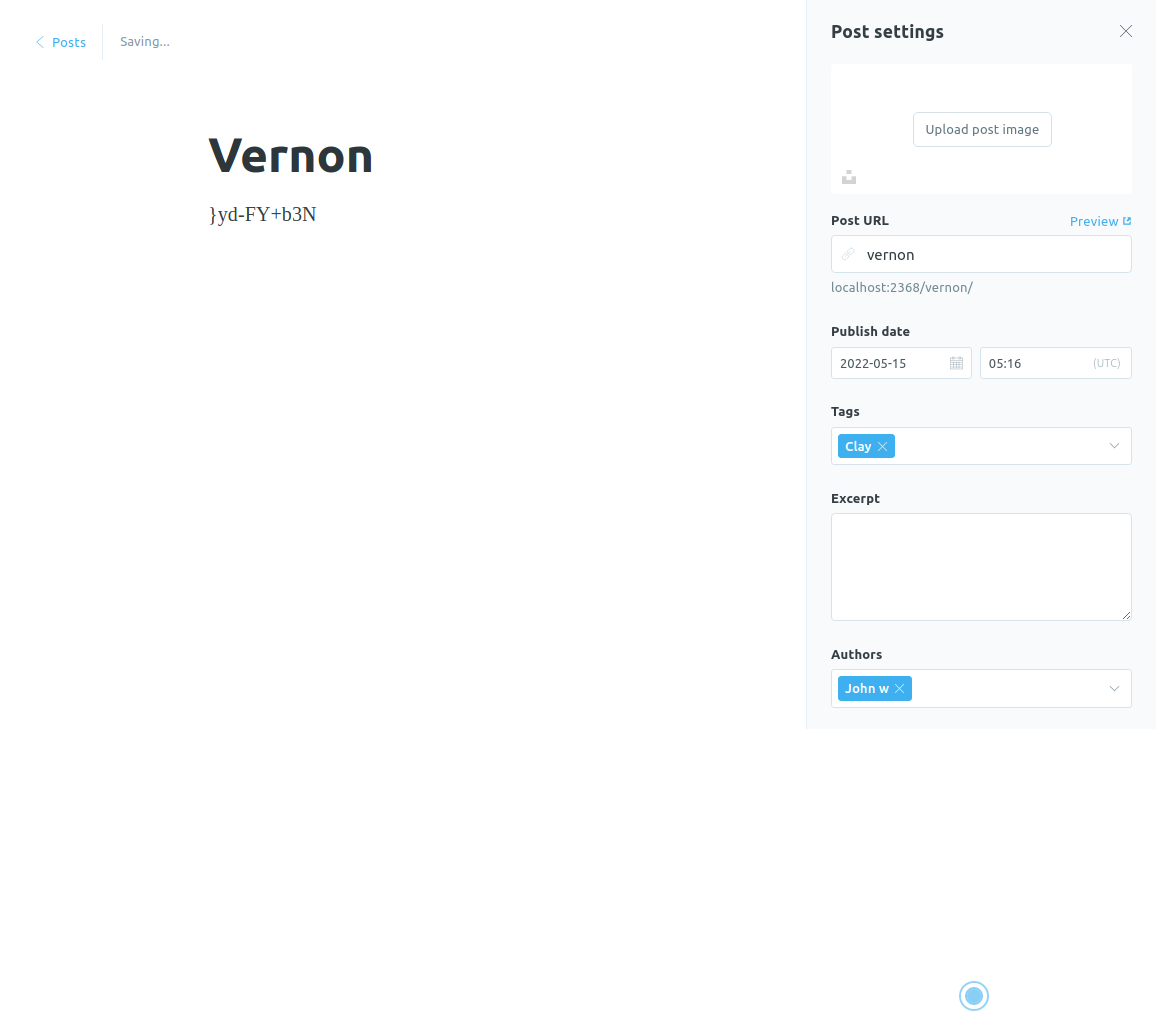 Posts
Saving...
Vernon
}yd-FY+b3N
Post settings
Upload post image
Post URL
Preview
vernon
localhost:2368/vernon/
Publish date
2022-05-15
05:16
(UTC)
Tags
Clay
Excerpt
Authors
John w